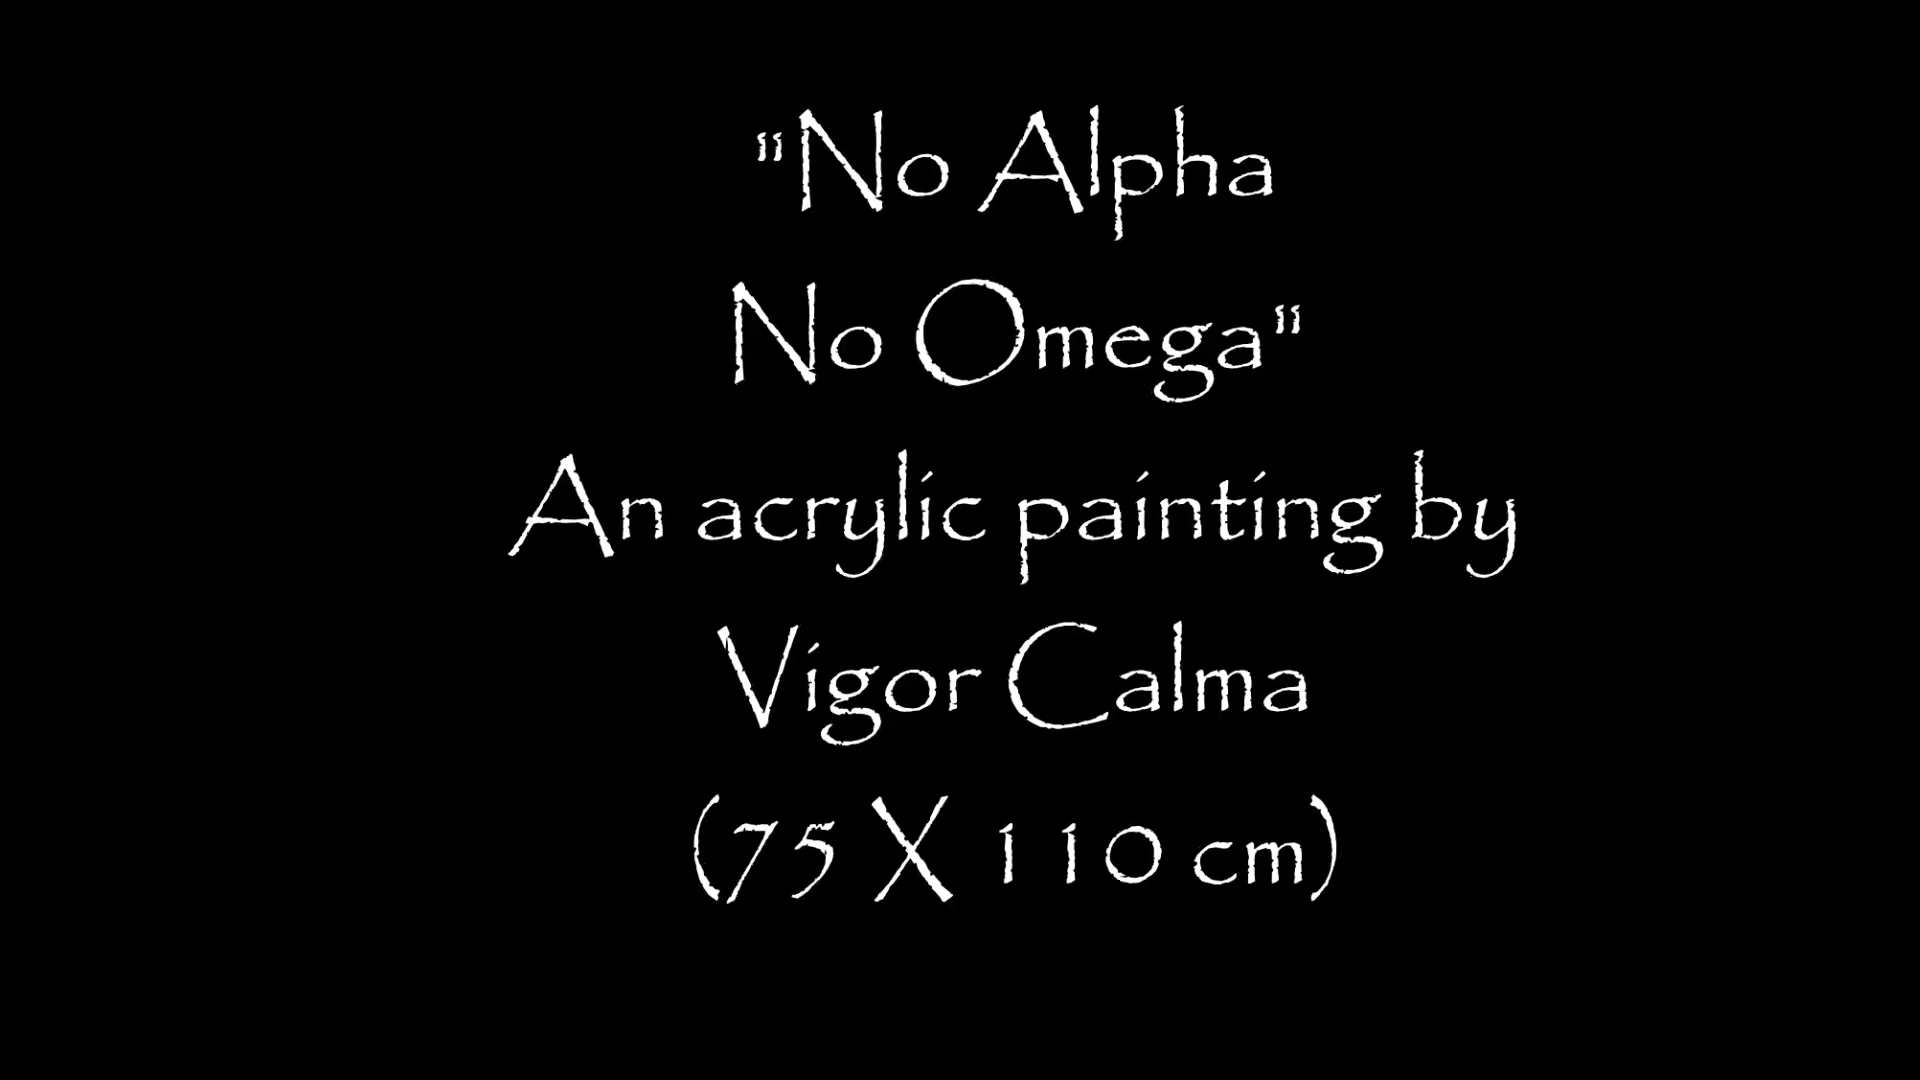 "No Alpha
No Omega"
An acrylic painting by
Vigor Calma
(75 X 110 cm)